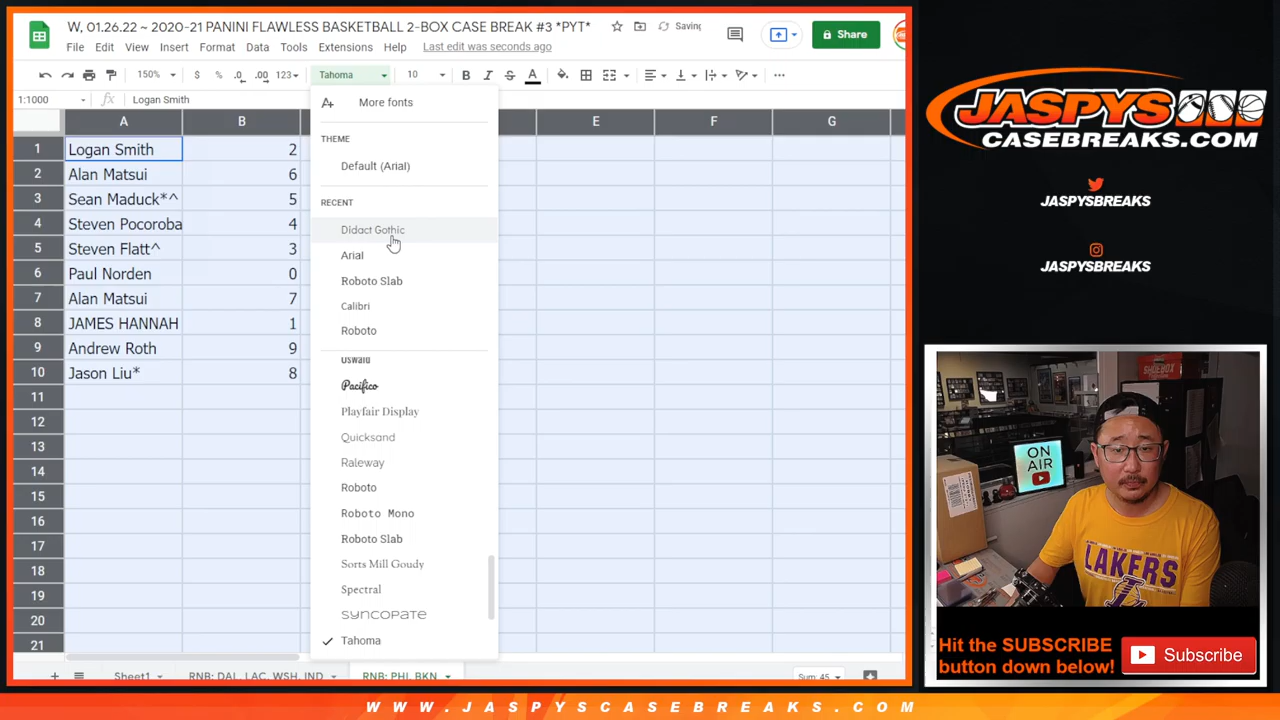 W, 01.26.22 ~ 2020-21 PANINI FLAWLESS BASKETBALL 2-BOX CASE BREAK #3 *PYT*
Saving
Share
File Edit View Insert Format Data Tools Extensions Help Last edit was seconds ago
150% $ % .0 .00 123 Tahoma 10 B I S A
1:1000 fx Logan Smith
A B E F G
1 Logan Smith 2
2 Alan Matsui 6
3 Sean Maduck*^ 5
4 Steven Pocoroba 4
5 Steven Flatt^ 3
6 Paul Norden 0
7 Alan Matsui 7
8 JAMES HANNAH 1
9 Andrew Roth 9
10 Jason Liu* 8
11
12
13
14
15
16
17
18
19
20
21
More fonts
THEME
Default (Arial)
RECENT
Didact Gothic
Arial
Roboto Slab
Calibri
Roboto
Oswald
Pacifico
Playfair Display
Quicksand
Raleway
Roboto
Roboto Mono
Roboto Slab
Sorts Mill Goudy
Spectral
SYNCOPATE
Tahoma
Sheet1 RNB: DAL, LAC, WSH, IND RNB: PHI, BKN Sum: 45
JASPYS
CASEBREAKS.COM
JASPYSBREAKS
JASPYSBREAKS
ON
AIR
LAKERS
Hit the SUBSCRIBE
button down below!
Subscribe
WWW.JASPYSCASEBREAKS.COM